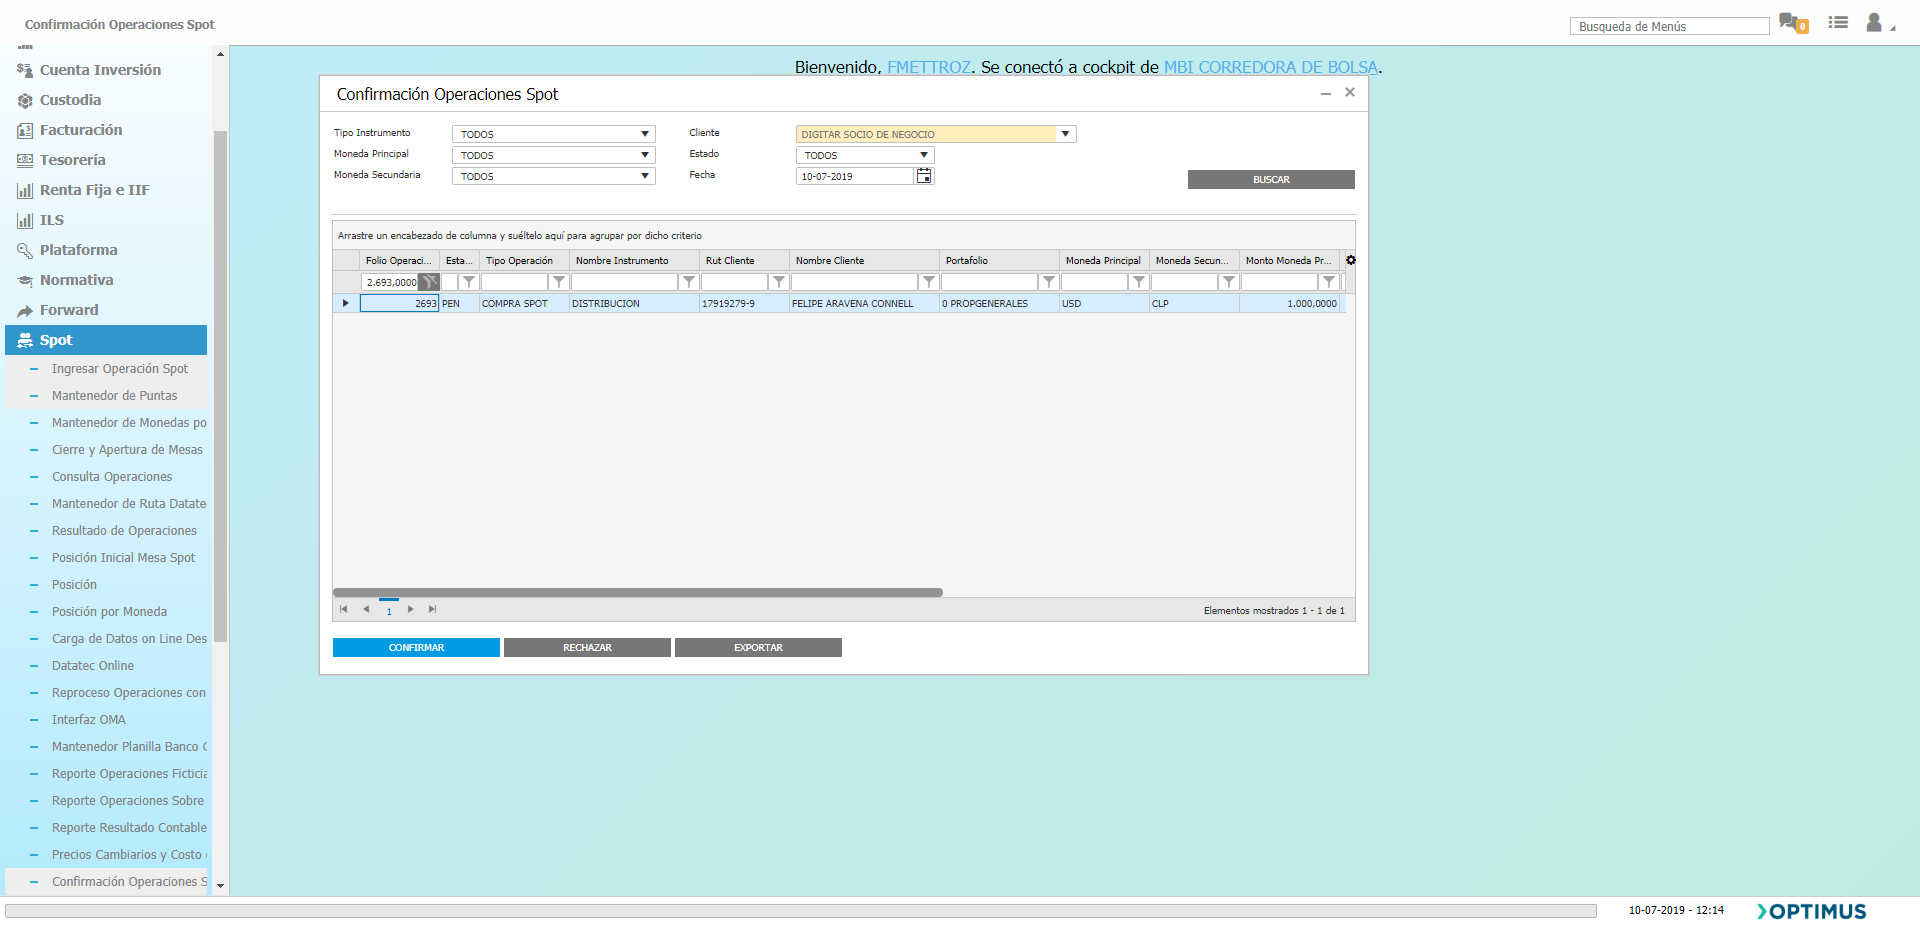 Confirmación Operaciones Spot
Busqueda de Menús
0
Cuenta Inversión
Custodia
Facturación
Tesorería
Renta Fija e IIF
ILS
Plataforma
Normativa
Forward
Spot
Ingresar Operación Spot
Mantenedor de Puntas
Mantenedor de Monedas po
Cierre y Apertura de Mesas
Consulta Operaciones
Mantenedor de Ruta Datate
Resultado de Operaciones
Posición Inicial Mesa Spot
Posición
Posición por Moneda
Carga de Datos on Line Des
Datatec Online
Reproceso Operaciones con
Interfaz OMA
Mantenedor Planilla Banco C
Reporte Operaciones Ficticia
Reporte Operaciones Sobre
Reporte Resultado Contable
Precios Cambiarios y Costo
Confirmación Operaciones S
Bienvenido, FMETTROZ. Se conectó a cockpit de MBI CORREDORA DE BOLSA.
Confirmación Operaciones Spot
Tipo Instrumento TODOS Cliente DIGITAR SOCIO DE NEGOCIO
Moneda Principal TODOS Estado TODOS
Moneda Secundaria TODOS Fecha 10-07-2019
BUSCAR
Arrastre un encabezado de columna y suéltelo aquí para agrupar por dicho criterio
Folio Operaci... Esta... Tipo Operación Nombre Instrumento Rut Cliente Nombre Cliente Portafolio Moneda Principal Moneda Secun... Monto Moneda Pr...
2.693,0000
2693 PEN COMPRA SPOT DISTRIBUCION 17919279-9 FELIPE ARAVENA CONNELL 0 PROPGENERALES USD CLP 1.000,0000
1
Elementos mostrados 1 - 1 de 1
CONFIRMAR RECHAZAR EXPORTAR
10-07-2019 - 12:14
OPTIMUS